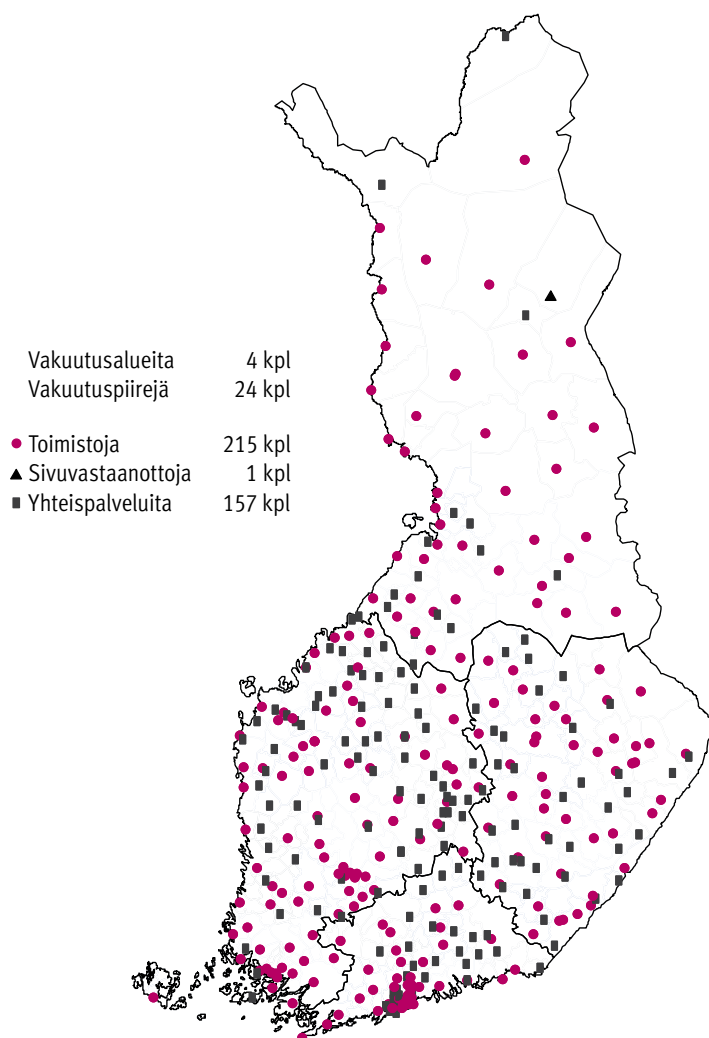 Vakuutusalueita 4 kpl
Vakuutuspiirejä 24 kpl
Toimistoja 215 kpl
Sivuvastaanottoja 1 kpl
Yhteispalveluita 157 kpl